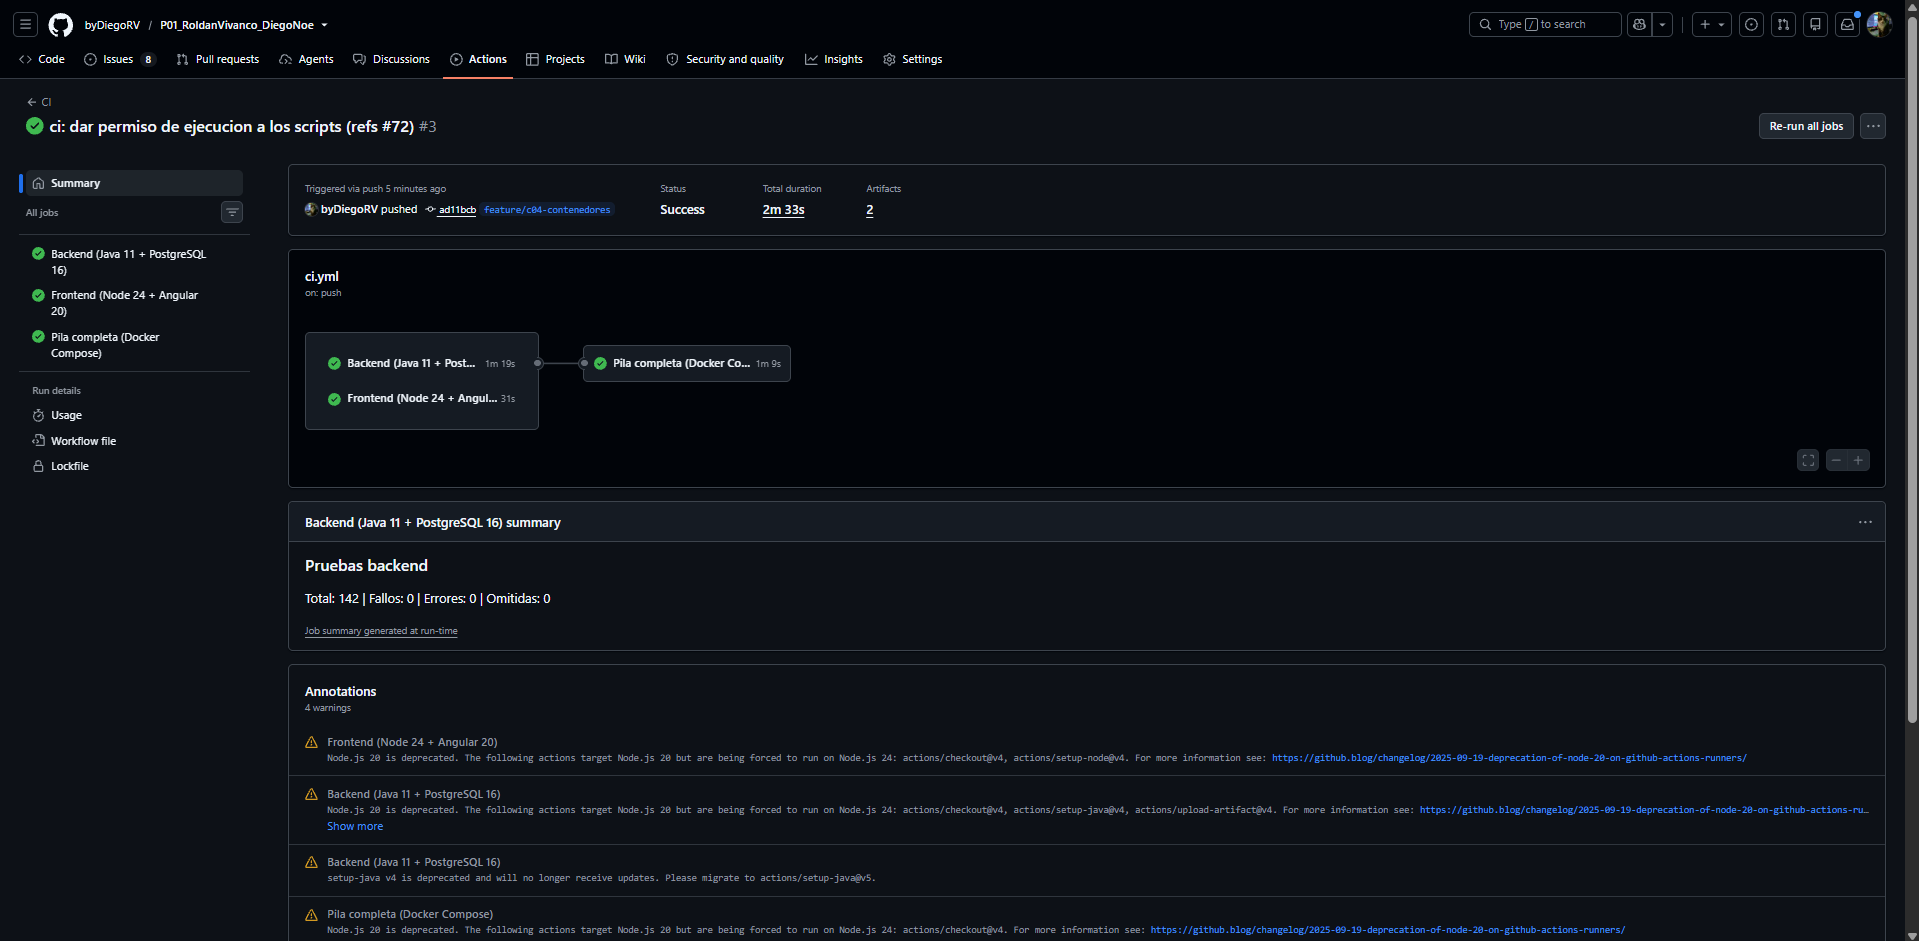 byDiegoRV / P01_RoldanVivanco_DiegoNoe
Type / to search
Code
Issues 8
Pull requests
Agents
Discussions
Actions
Projects
Wiki
Security and quality
Insights
Settings
← CI
ci: dar permiso de ejecucion a los scripts (refs #72) #3
Re-run all jobs
Summary
All jobs
Backend (Java 11 + PostgreSQL
16)
Frontend (Node 24 + Angular
20)
Pila completa (Docker
Compose)
Run details
Usage
Workflow file
Lockfile
Triggered via push 5 minutes ago
byDiegoRV pushed ad11bcb feature/c04-contenedores
Status
Success
Total duration
2m 33s
Artifacts
2
ci.yml
on: push
Backend (Java 11 + Post... 1m 19s
Frontend (Node 24 + Angul... 31s
Pila completa (Docker Co... 1m 9s
Backend (Java 11 + PostgreSQL 16) summary
Pruebas backend
Total: 142 | Fallos: 0 | Errores: 0 | Omitidas: 0
Job summary generated at run-time
Annotations
4 warnings
Frontend (Node 24 + Angular 20)
Node.js 20 is deprecated. The following actions target Node.js 20 but are being forced to run on Node.js 24: actions/checkout@v4, actions/setup-node@v4. For more information see: https://github.blog/changelog/2025-09-19-deprecation-of-node-20-on-github-actions-runners/
Backend (Java 11 + PostgreSQL 16)
Node.js 20 is deprecated. The following actions target Node.js 20 but are being forced to run on Node.js 24: actions/checkout@v4, actions/setup-java@v4, actions/upload-artifact@v4. For more information see: https://github.blog/changelog/2025-09-19-deprecation-of-node-20-on-github-actions-ru…
Show more
Backend (Java 11 + PostgreSQL 16)
setup-java v4 is deprecated and will no longer receive updates. Please migrate to actions/setup-java@v5.
Pila completa (Docker Compose)
Node.js 20 is deprecated. The following actions target Node.js 20 but are being forced to run on Node.js 24: actions/checkout@v4. For more information see: https://github.blog/changelog/2025-09-19-deprecation-of-node-20-on-github-actions-runners/